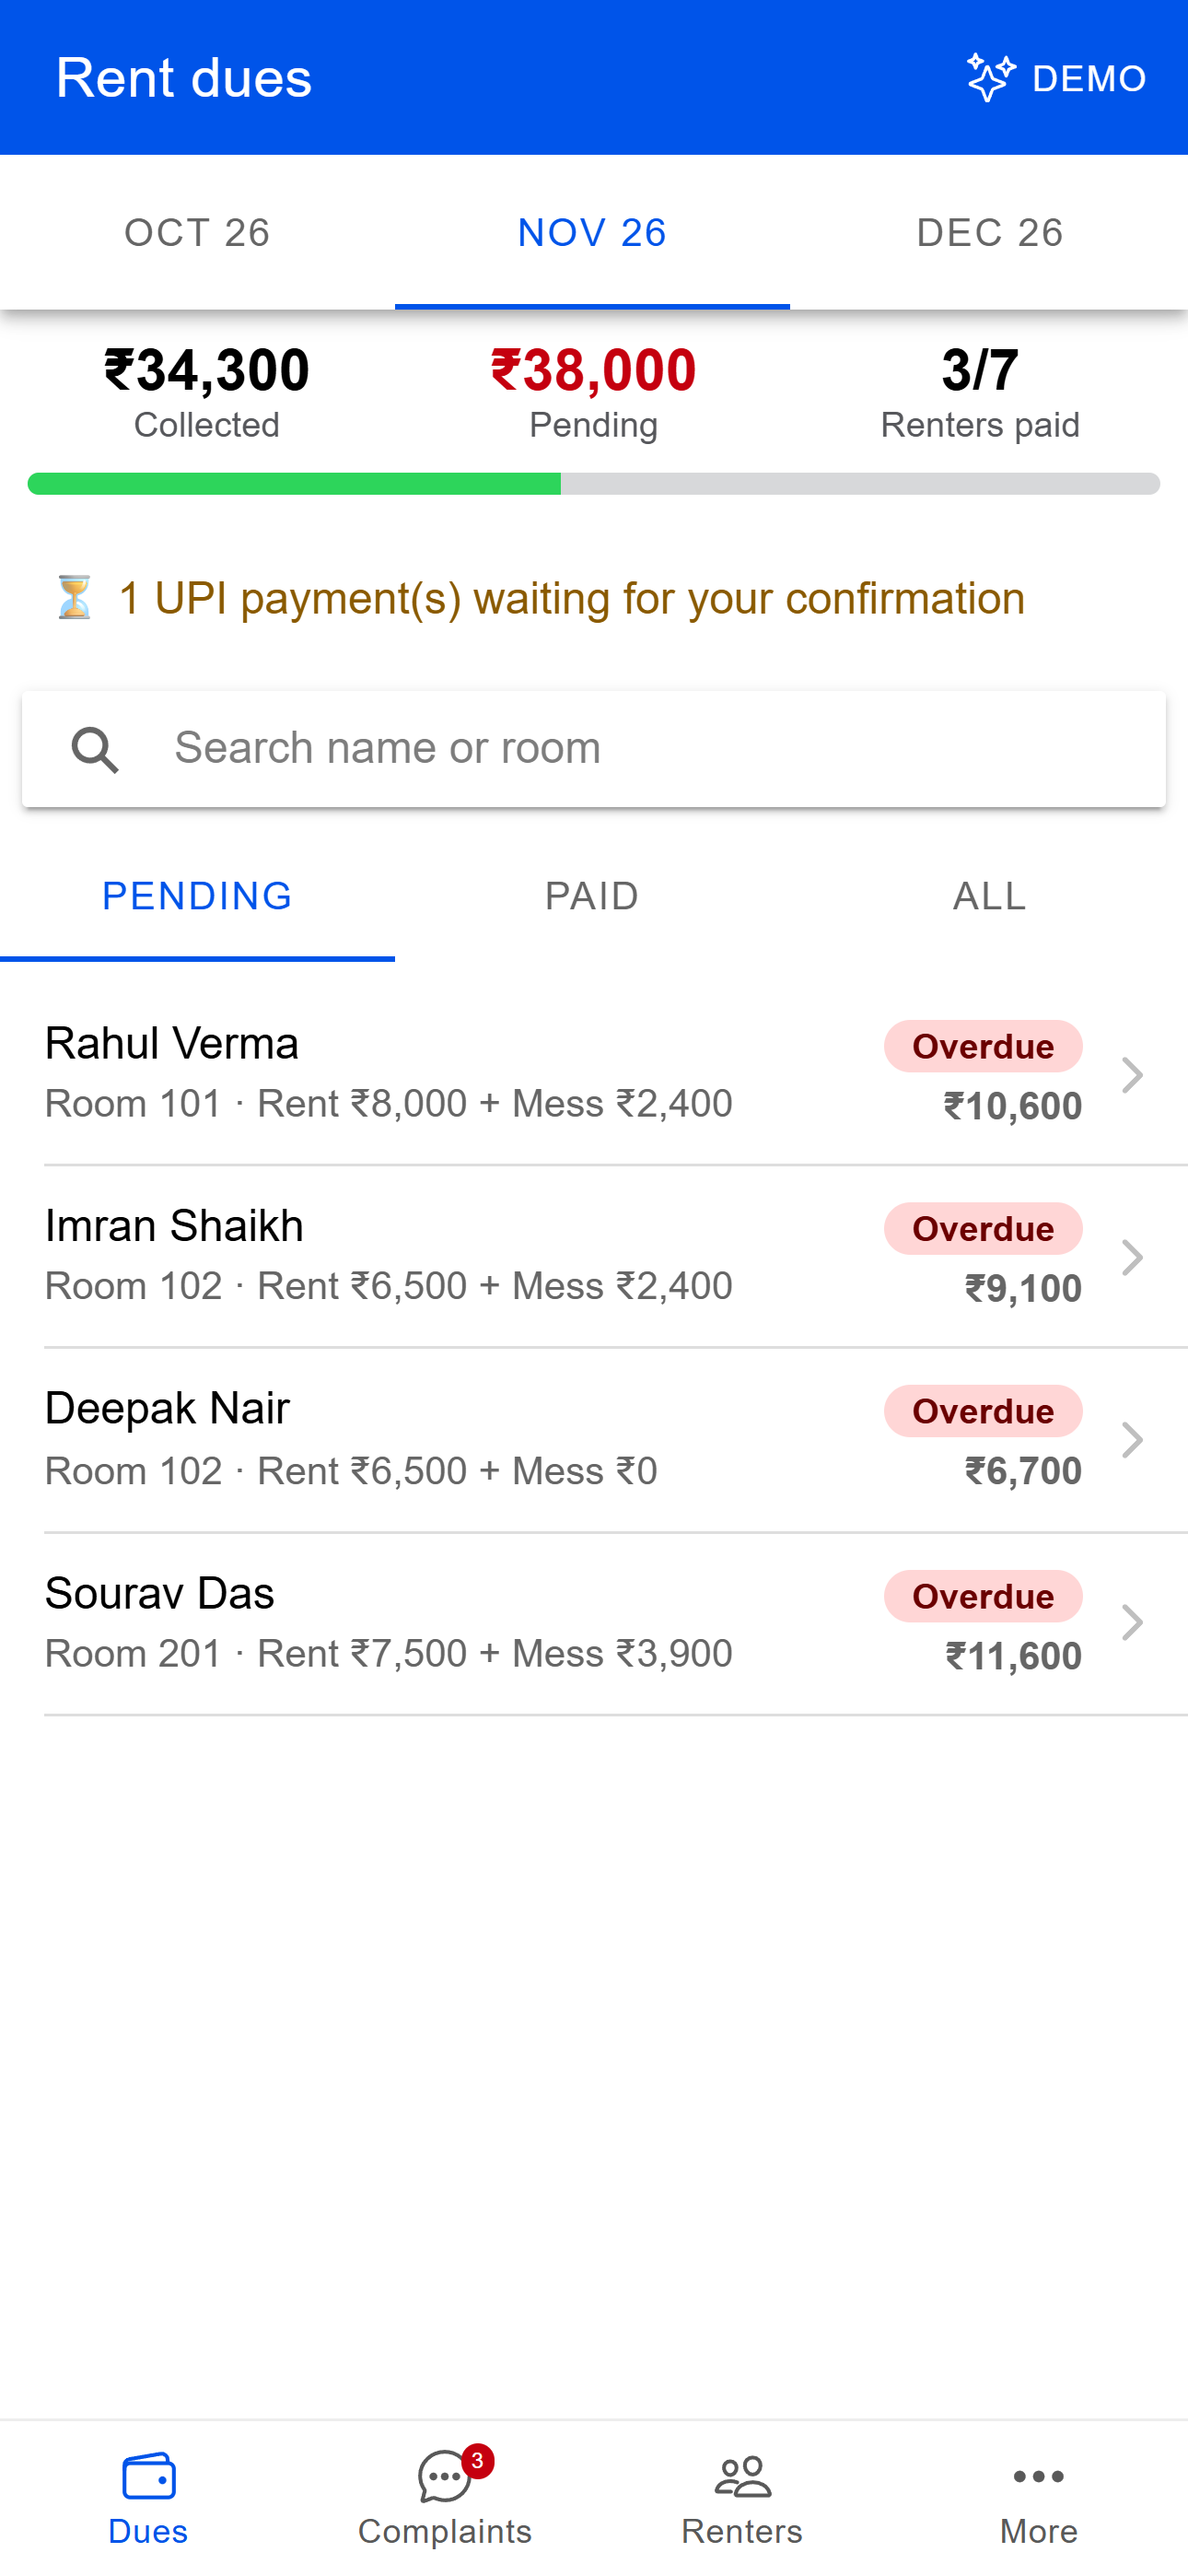 Rent dues
DEMO
OCT 26
NOV 26
DEC 26
₹34,300
Collected
₹38,000
Pending
3/7
Renters paid
⏳ 1 UPI payment(s) waiting for your confirmation
Search name or room
PENDING
PAID
ALL
Rahul Verma
Room 101 · Rent ₹8,000 + Mess ₹2,400
Overdue
₹10,600
Imran Shaikh
Room 102 · Rent ₹6,500 + Mess ₹2,400
Overdue
₹9,100
Deepak Nair
Room 102 · Rent ₹6,500 + Mess ₹0
Overdue
₹6,700
Sourav Das
Room 201 · Rent ₹7,500 + Mess ₹3,900
Overdue
₹11,600
Dues
3
Complaints
Renters
More